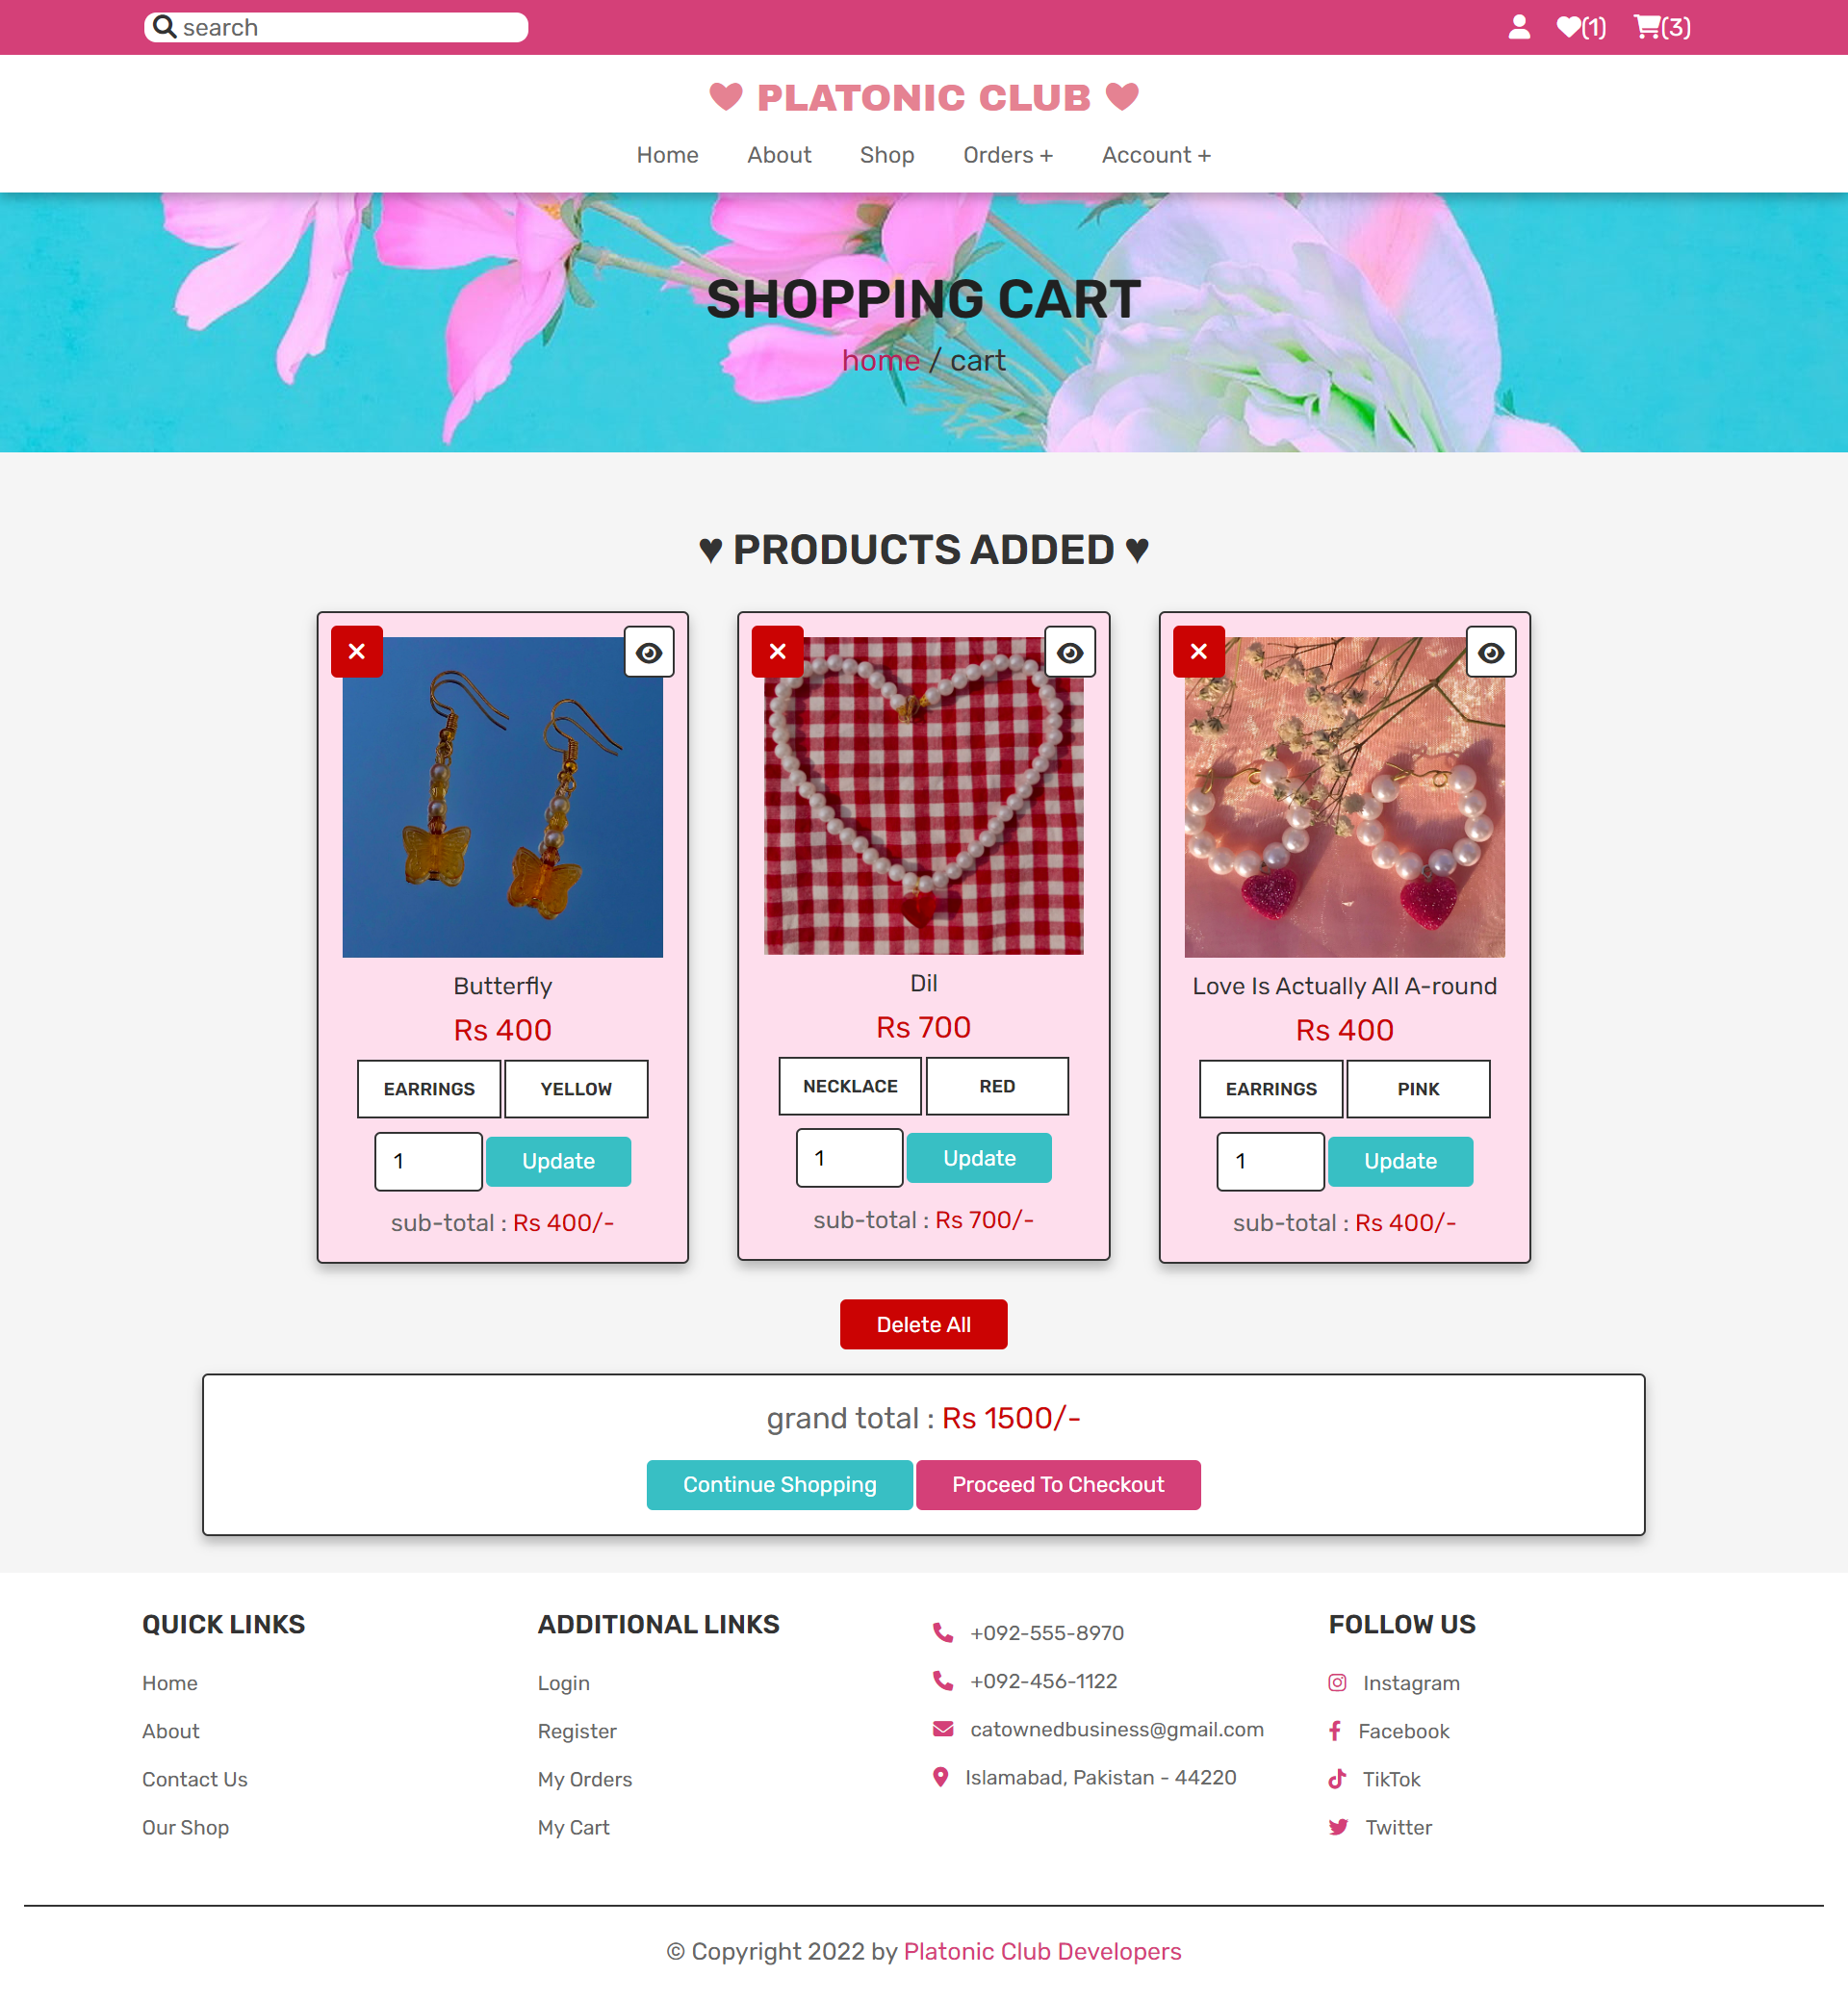 search
(1) (3)
PLATONIC CLUB
Home About Shop Orders + Account +
SHOPPING CART
home / cart
♥ PRODUCTS ADDED ♥
Butterfly
Rs 400
EARRINGS YELLOW
1 Update
sub-total : Rs 400/-
Dil
Rs 700
NECKLACE RED
1 Update
sub-total : Rs 700/-
Love Is Actually All A-round
Rs 400
EARRINGS PINK
1 Update
sub-total : Rs 400/-
Delete All
grand total : Rs 1500/-
Continue Shopping Proceed To Checkout
QUICK LINKS
Home
About
Contact Us
Our Shop
ADDITIONAL LINKS
Login
Register
My Orders
My Cart
+092-555-8970
+092-456-1122
catownedbusiness@gmail.com
Islamabad, Pakistan - 44220
FOLLOW US
Instagram
Facebook
TikTok
Twitter
© Copyright 2022 by Platonic Club Developers